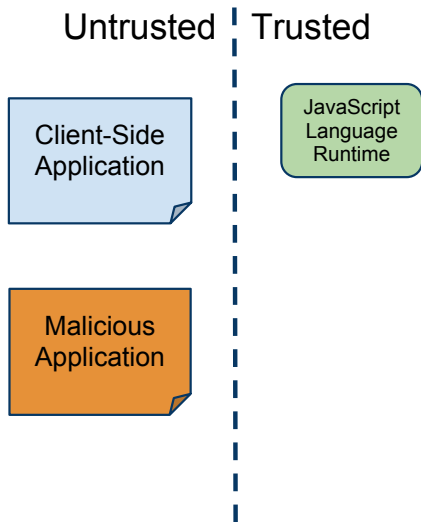 Untrusted Trusted
Client-Side
Application
JavaScript
Language
Runtime
Malicious
Application